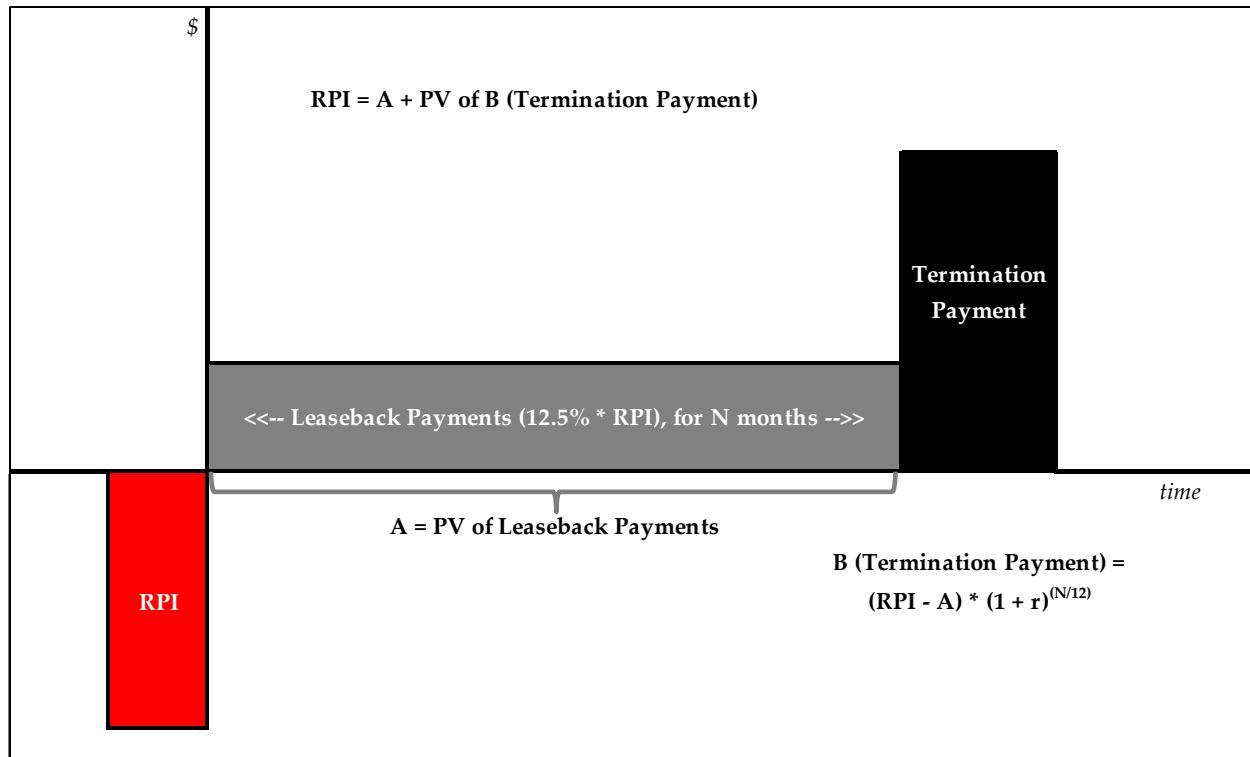 $
RPI = A + PV of B (Termination Payment)
Termination
Payment
<<-- Leaseback Payments (12.5% * RPI), for N months -->>
time
A = PV of Leaseback Payments
B (Termination Payment) =
(RPI - A) * (1 + r)^(N/12)
RPI